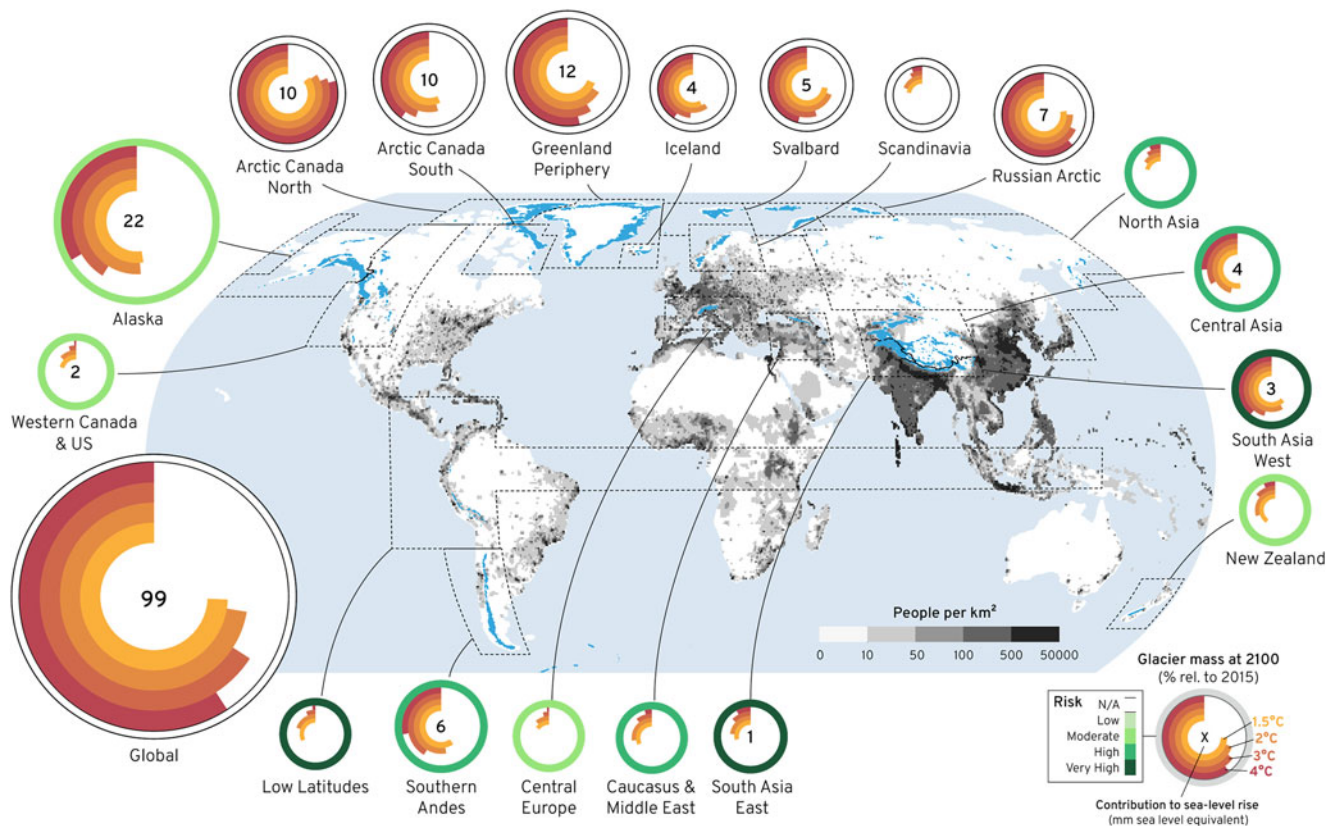 10
Arctic Canada
North
10
Arctic Canada
South
12
Greenland
Periphery
4
Iceland
5
Svalbard
Scandinavia
7
Russian Arctic
22
Alaska
North Asia
4
Central Asia
2
Western Canada
& US
3
South Asia
West
New Zealand
99
Global
People per km²
0 10 50 100 500 50000
Low Latitudes
6
Southern
Andes
Central
Europe
Caucasus &
Middle East
1
South Asia
East
Glacier mass at 2100
(% rel. to 2015)
Risk
N/A
Low
Moderate
High
Very High
X
1.5°C
2°C
3°C
4°C
Contribution to sea-level rise
(mm sea level equivalent)